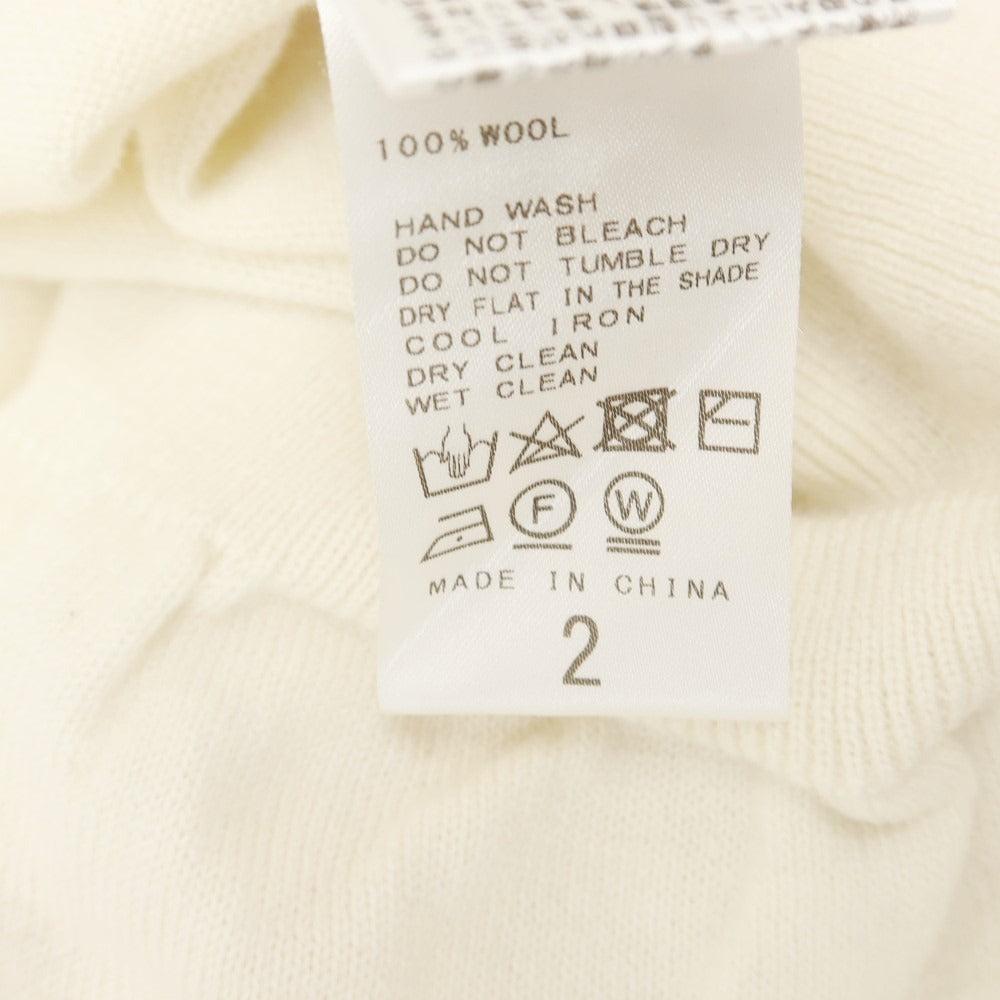 100% WOOL
HAND WASH
DO NOT BLEACH
DO NOT TUMBLE DRY
DRY FLAT IN THE SHADE
COOL IRON
DRY CLEAN
WET CLEAN
F W
MADE IN CHINA
2